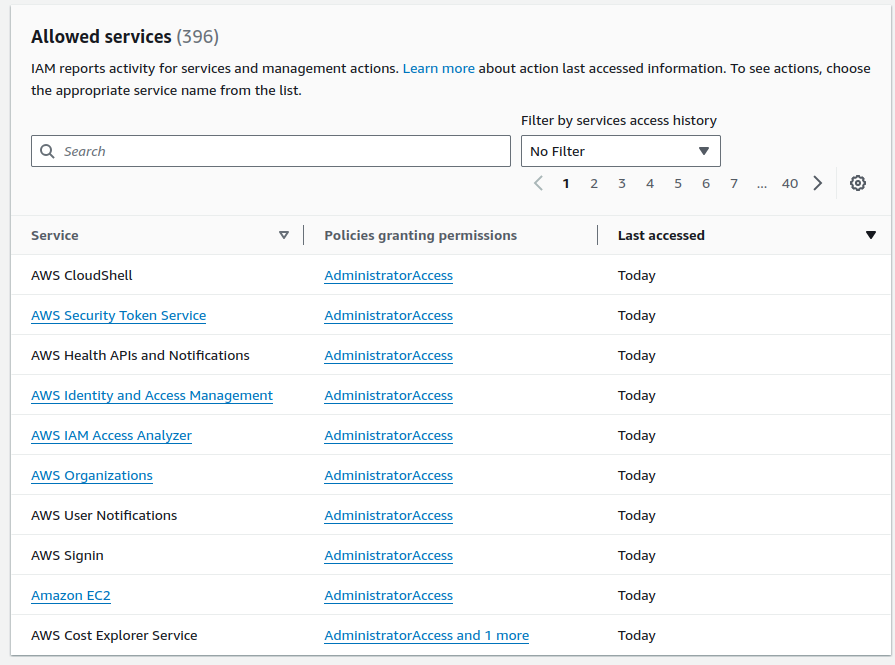 Allowed services (396)
IAM reports activity for services and management actions. Learn more about action last accessed information. To see actions, choose
the appropriate service name from the list.
Filter by services access history
Search
No Filter
1 2 3 4 5 6 7 ... 40
Service Policies granting permissions Last accessed
AWS CloudShell AdministratorAccess Today
AWS Security Token Service AdministratorAccess Today
AWS Health APIs and Notifications AdministratorAccess Today
AWS Identity and Access Management AdministratorAccess Today
AWS IAM Access Analyzer AdministratorAccess Today
AWS Organizations AdministratorAccess Today
AWS User Notifications AdministratorAccess Today
AWS Signin AdministratorAccess Today
Amazon EC2 AdministratorAccess Today
AWS Cost Explorer Service AdministratorAccess and 1 more Today